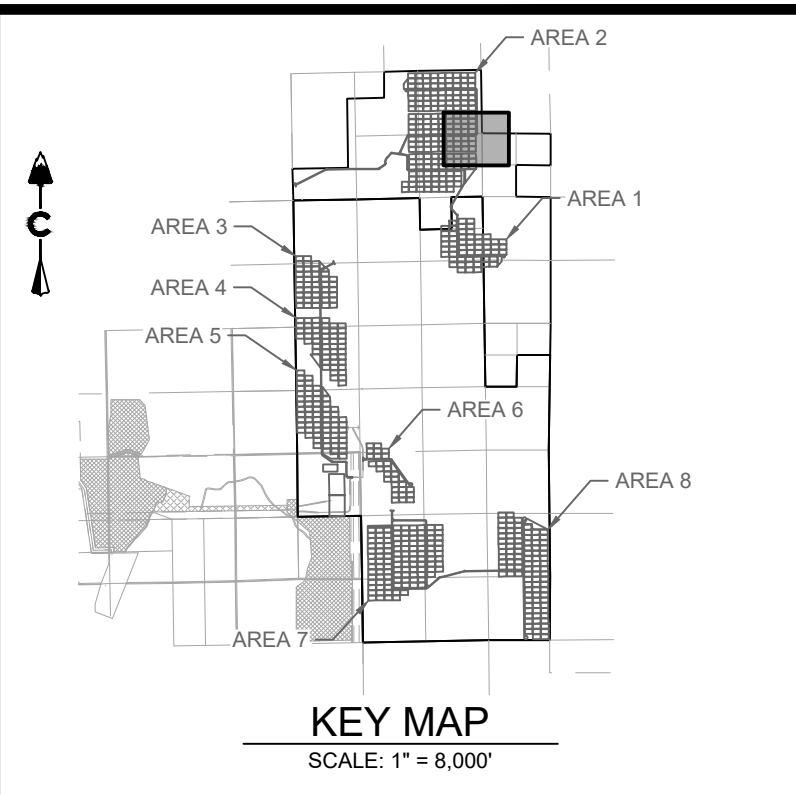 AREA 2
AREA 1
AREA 3
AREA 4
AREA 5
AREA 6
AREA 8
AREA 7
C
KEY MAP
SCALE: 1" = 8,000'